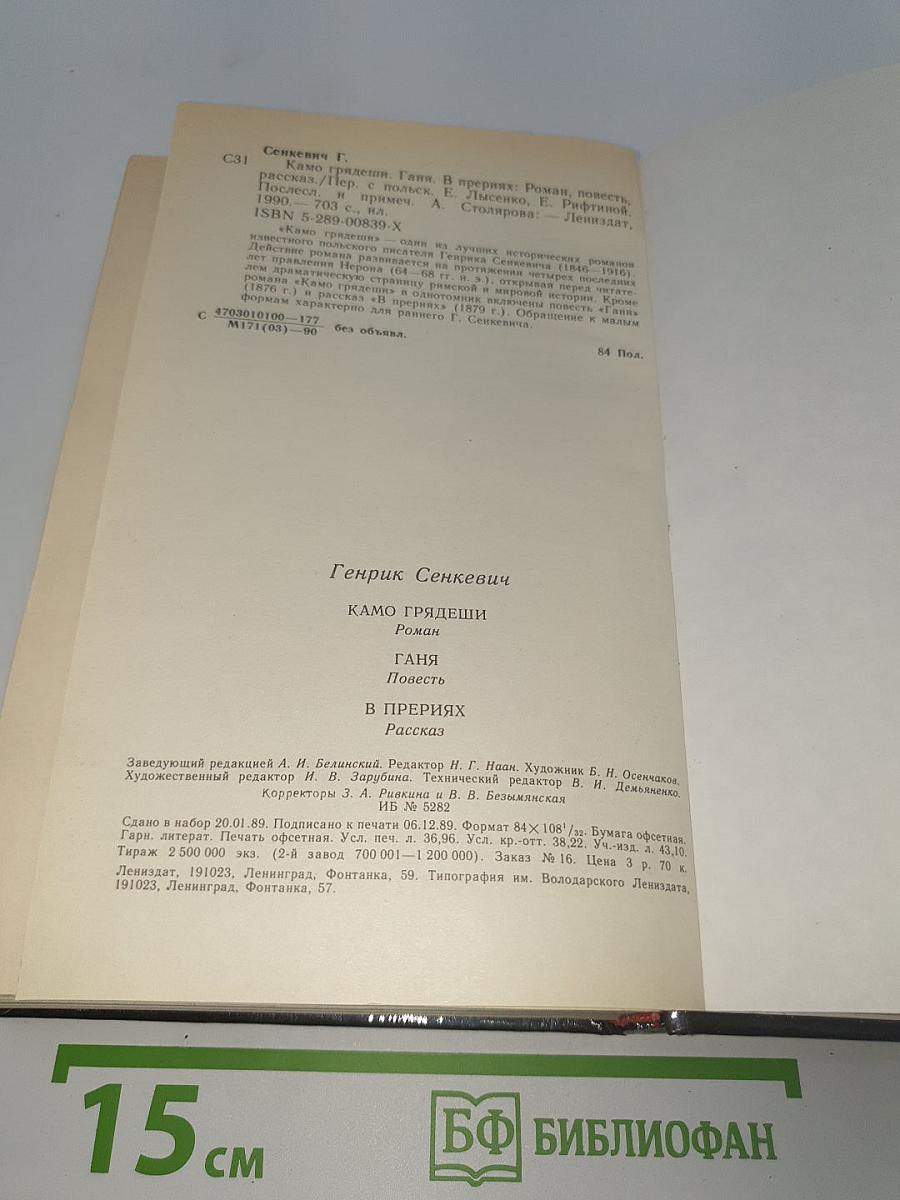 Сенкевич Г.
С31 Камо грядеши. Ганя. В прериях: Роман, повесть,
рассказ./Пер. с польск. Е. Лысенко, Е. Рифтиной.
Послесл. и примеч. А. Столярова: — Лениздат,
1990.— 703 с., ил.
ISBN 5-289-00839-X
«Камо грядеши» — один из лучших исторических романов
известного польского писателя Генрика Сенкевича (1846—1916).
Действие романа развивается на протяжении четырех последних
лет правления Нерона (64—68 гг. н. э.), открывая перед читате-
лем драматическую страницу римской и мировой истории. Кроме
романа «Камо грядеши» в однотомник включены повесть «Ганя»
(1876 г.) и рассказ «В прериях» (1879 г.). Обращение к малым
формам характерно для раннего Г. Сенкевича.
С 4703010100—177
М171(03)—90 без объявл.
84 Пол.
Генрик Сенкевич
КАМО ГРЯДЕШИ
Роман
ГАНЯ
Повесть
В ПРЕРИЯХ
Рассказ
Заведующий редакцией А. И. Белинский. Редактор Н. Г. Наан. Художник Б. Н. Осенчаков.
Художественный редактор И. В. Зарубина. Технический редактор В. И. Демьяненко.
Корректоры З. А. Ривкина и В. В. Безымянская
ИБ № 5282
Сдано в набор 20.01.89. Подписано к печати 06.12.89. Формат 84×108¹/₃₂. Бумага офсетная.
Гарн. литерат. Печать офсетная. Усл. печ. л. 36,96. Усл. кр.-отт. 38,22. Уч.-изд. л. 43,10.
Тираж 2 500 000 экз. (2-й завод 700 001—1 200 000). Заказ № 16. Цена 3 р. 70 к.
Лениздат, 191023, Ленинград, Фонтанка, 59. Типография им. Володарского Лениздата,
191023, Ленинград, Фонтанка, 57.
15 см
БФ БИБЛИОФАН